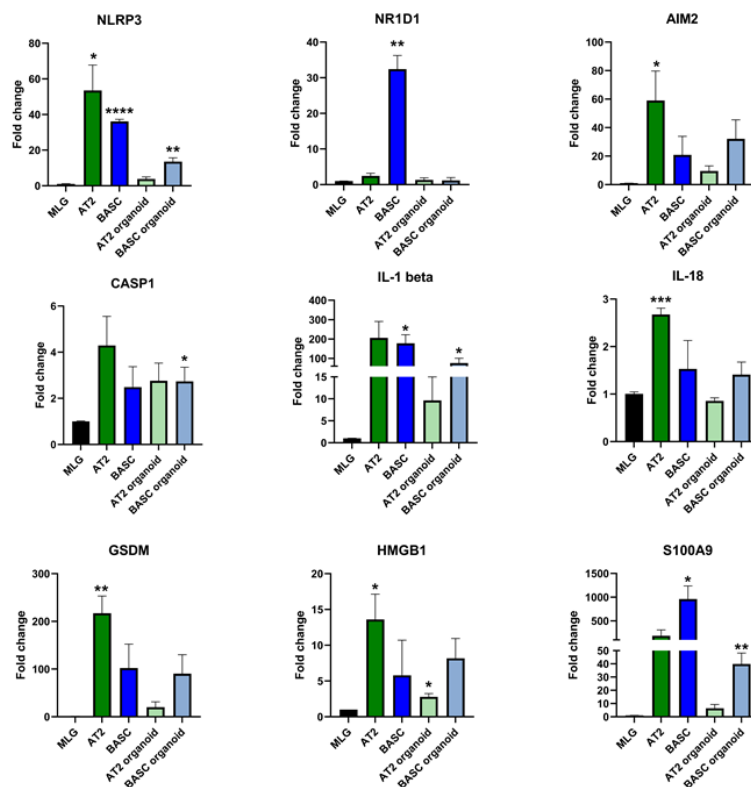 NLRP3
Fold change
80
60
40
20
0
*
****
**
MLG
AT2
BASC
AT2 organoid
BASC organoid
NR1D1
Fold change
40
30
20
10
0
**
MLG
AT2
BASC
AT2 organoid
BASC organoid
AIM2
Fold change
100
80
60
40
20
0
*
MLG
AT2
BASC
AT2 organoid
BASC organoid
CASP1
Fold change
6
4
2
0
*
MLG
AT2
BASC
AT2 organoid
BASC organoid
IL-1 beta
Fold change
400
300
200
100
15
10
5
0
*
*
MLG
AT2
BASC
AT2 organoid
BASC organoid
IL-18
Fold change
3
2
1
0
***
MLG
AT2
BASC
AT2 organoid
BASC organoid
GSDM
Fold change
300
200
100
0
**
MLG
AT2
BASC
AT2 organoid
BASC organoid
HMGB1
Fold change
20
15
10
5
0
*
*
MLG
AT2
BASC
AT2 organoid
BASC organoid
S100A9
Fold change
1500
1000
500
50
40
30
20
10
0
*
**
MLG
AT2
BASC
AT2 organoid
BASC organoid